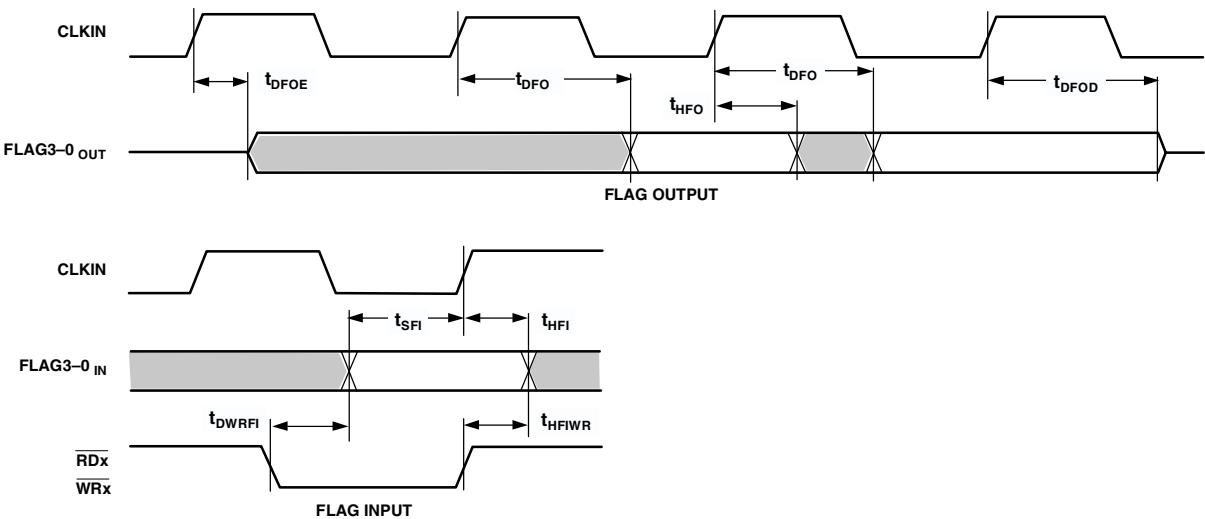 CLKIN
tDFOE
tDFO
tDFO
tHFO
tDFOD
FLAG3–0 OUT
FLAG OUTPUT
CLKIN
tSFI
tHFI
FLAG3–0 IN
tDWRFI
tHFIWR
RDx
WRx
FLAG INPUT